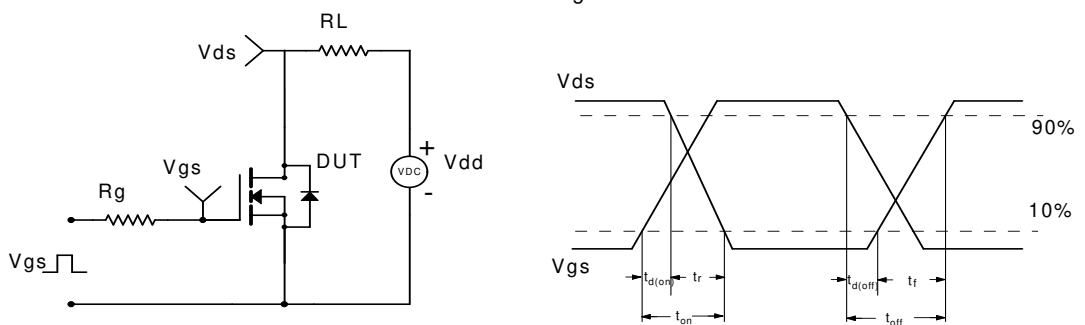 RL
Vds
Vgs
DUT
+
VDC
Vdd
-
Rg
Vgs
Vds
90%
10%
Vgs
td(on)
tr
td(off)
tf
ton
toff